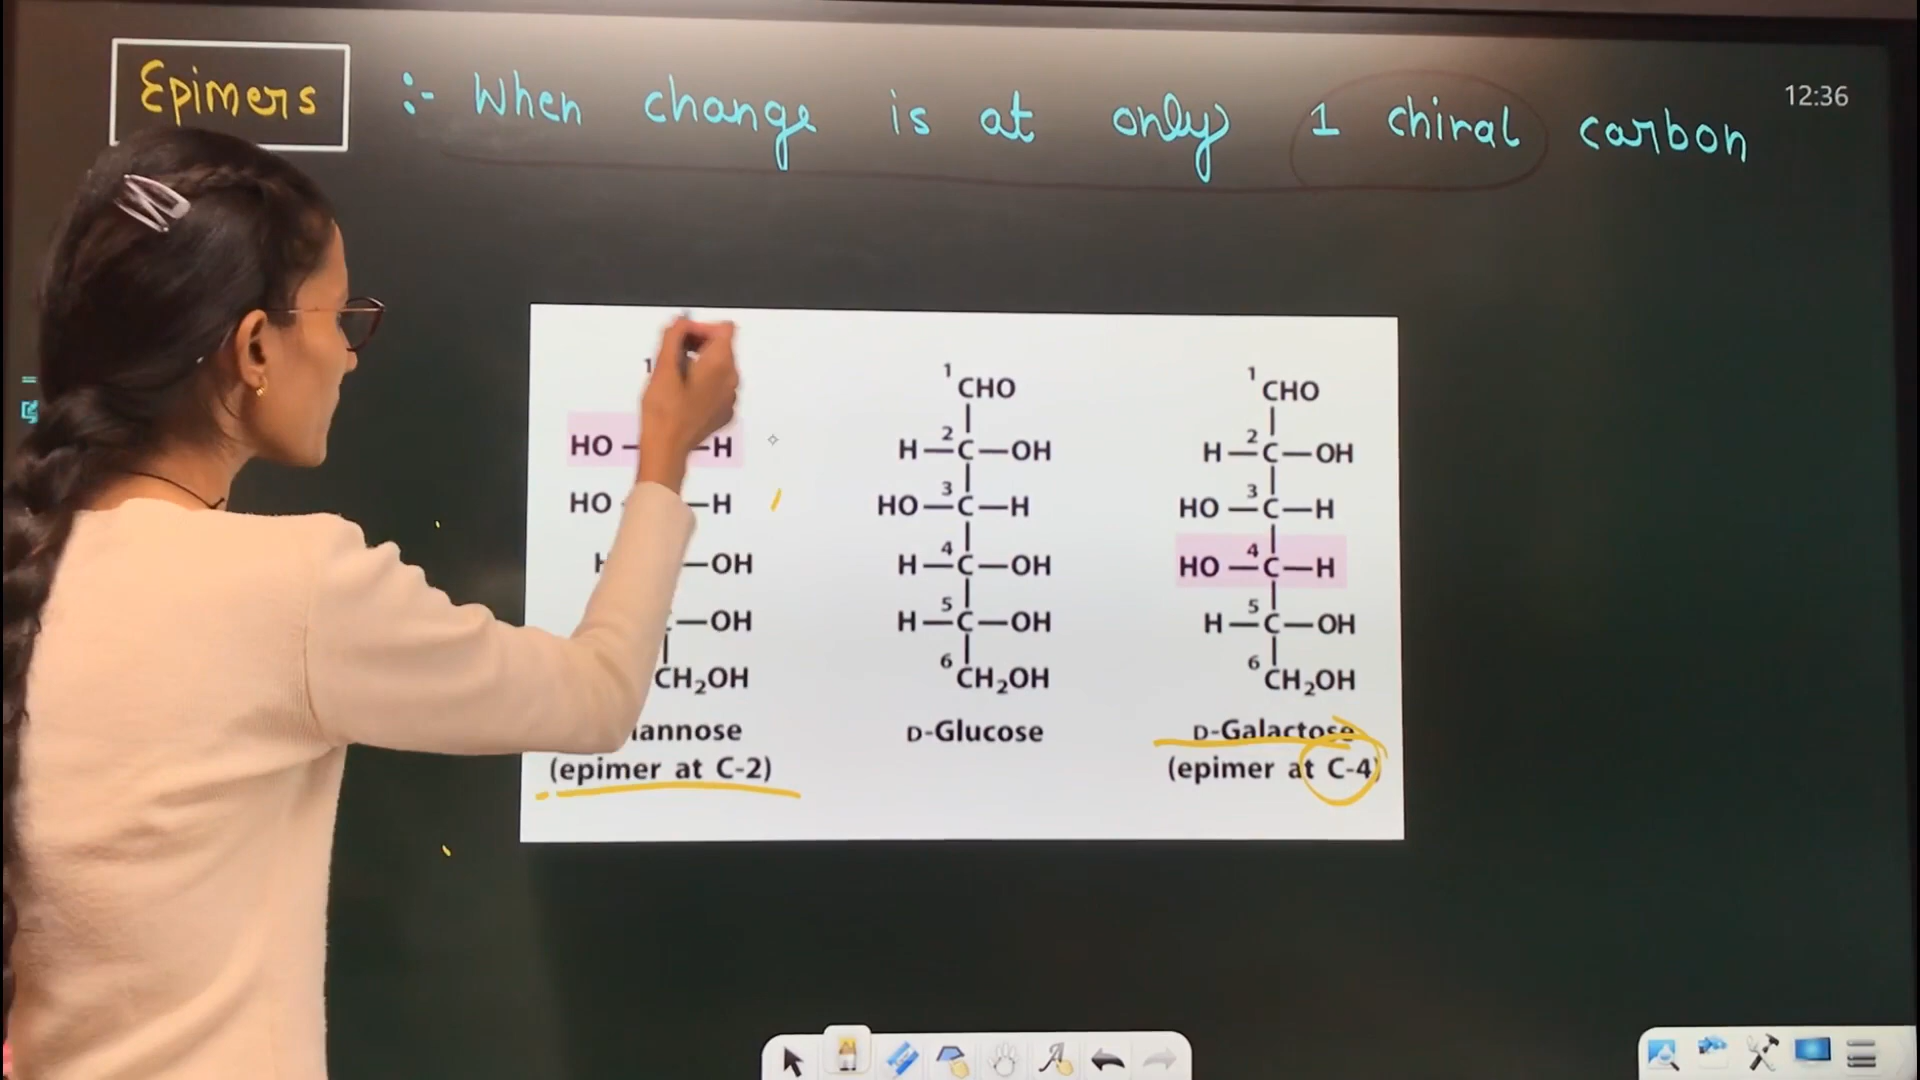 Epimers :- When change is at only 1 chiral carbon
12:36
1
HO — H
HO — H
— OH
— OH
CH₂OH
(epimer at C-2)
1 CHO
H — 2 C — OH
HO — 3 C — H
H — 4 C — OH
H — 5 C — OH
6 CH₂OH
D-Glucose
1 CHO
H — 2 C — OH
HO — 3 C — H
HO — 4 C — H
H — 5 C — OH
6 CH₂OH
D-Galactose
(epimer at C-4)